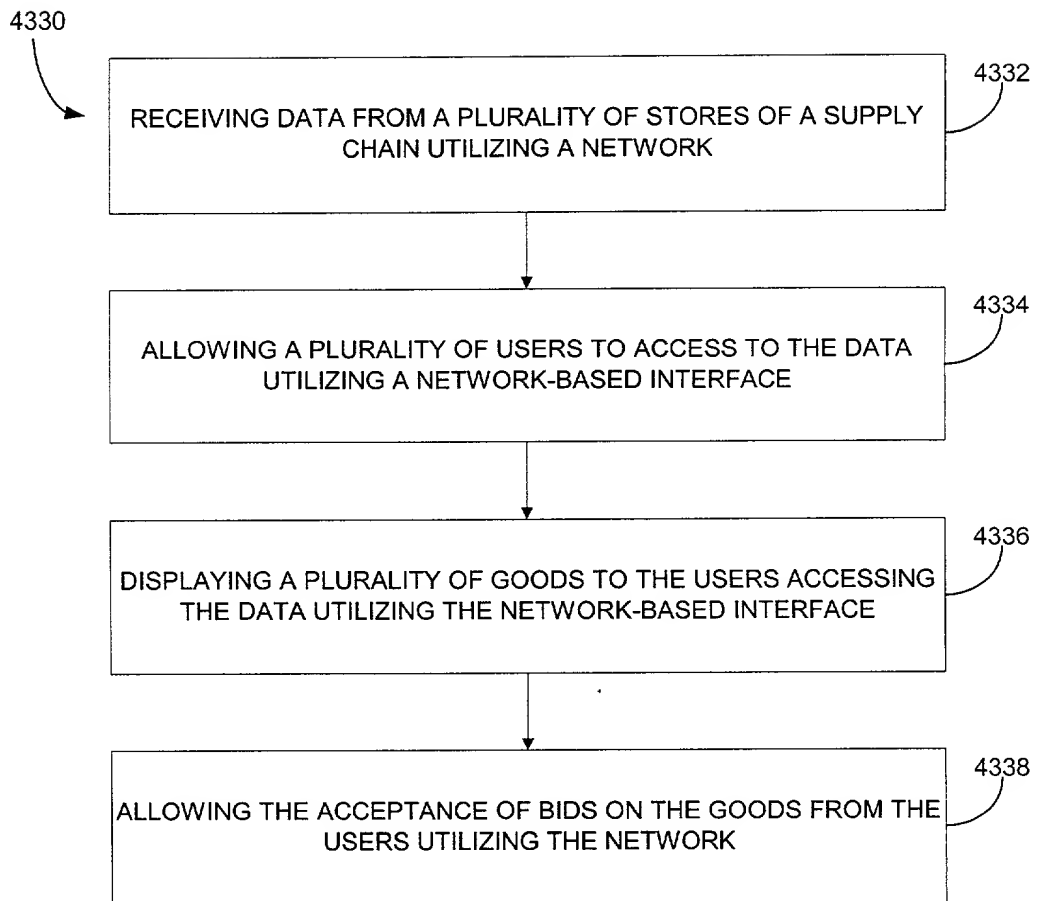 4330
4332
RECEIVING DATA FROM A PLURALITY OF STORES OF A SUPPLY
CHAIN UTILIZING A NETWORK
4334
ALLOWING A PLURALITY OF USERS TO ACCESS TO THE DATA
UTILIZING A NETWORK-BASED INTERFACE
4336
DISPLAYING A PLURALITY OF GOODS TO THE USERS ACCESSING
THE DATA UTILIZING THE NETWORK-BASED INTERFACE
4338
ALLOWING THE ACCEPTANCE OF BIDS ON THE GOODS FROM THE
USERS UTILIZING THE NETWORK